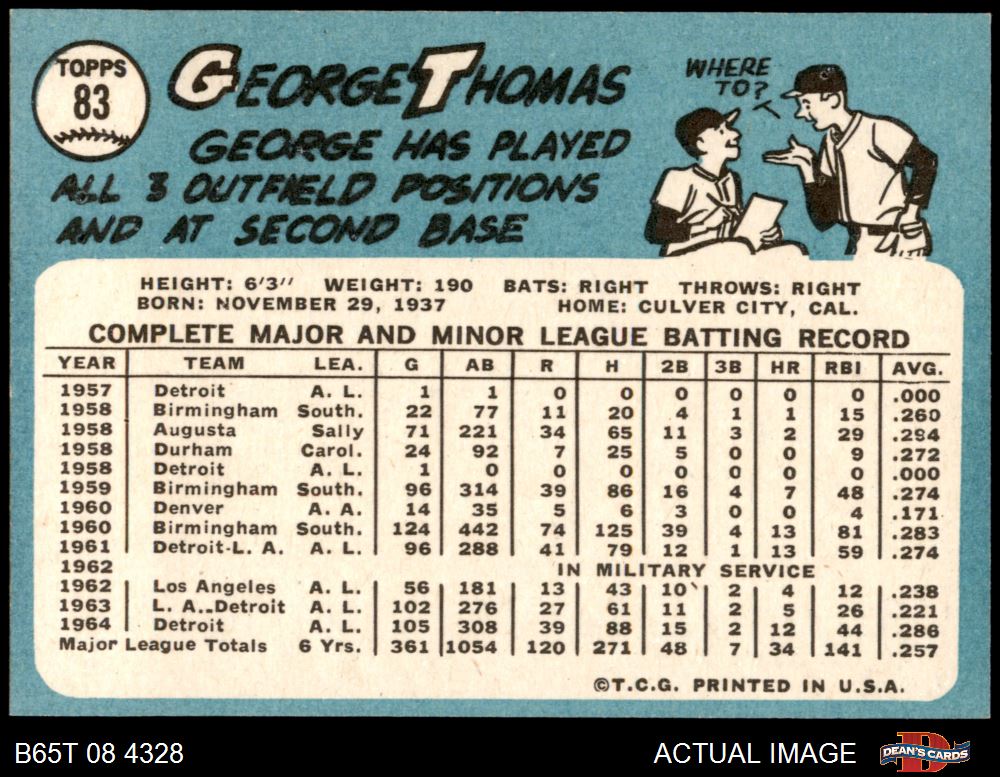 TOPPS
83
GEORGE THOMAS
WHERE
TO?
GEORGE HAS PLAYED
ALL 3 OUTFIELD POSITIONS
AND AT SECOND BASE
HEIGHT: 6'3" WEIGHT: 190 BATS: RIGHT THROWS: RIGHT
BORN: NOVEMBER 29, 1937 HOME: CULVER CITY, CAL.
COMPLETE MAJOR AND MINOR LEAGUE BATTING RECORD
YEAR TEAM LEA. G AB R H 2B 3B HR RBI AVG.
1957 Detroit A. L. 1 1 0 0 0 0 0 0 .000
1958 Birmingham South. 22 77 11 20 4 1 1 15 .260
1958 Augusta Sally 71 221 34 65 11 3 2 29 .294
1958 Durham Carol. 24 92 7 25 5 0 0 9 .272
1958 Detroit A. L. 1 0 0 0 0 0 0 0 .000
1959 Birmingham South. 96 314 39 86 16 4 7 48 .274
1960 Denver A. A. 14 35 5 6 3 0 0 4 .171
1960 Birmingham South. 124 442 74 125 39 4 13 81 .283
1961 Detroit-L. A. A. L. 96 288 41 79 12 1 13 59 .274
1962 IN MILITARY SERVICE
1962 Los Angeles A. L. 56 181 13 43 10 2 4 12 .238
1963 L. A.-Detroit A. L. 102 276 27 61 11 2 5 26 .221
1964 Detroit A. L. 105 308 39 88 15 2 12 44 .286
Major League Totals 6 Yrs. 361 1054 120 271 48 7 34 141 .257
©T.C.G. PRINTED IN U.S.A.
B65T 08 4328 ACTUAL IMAGE D DEAN'S CARDS